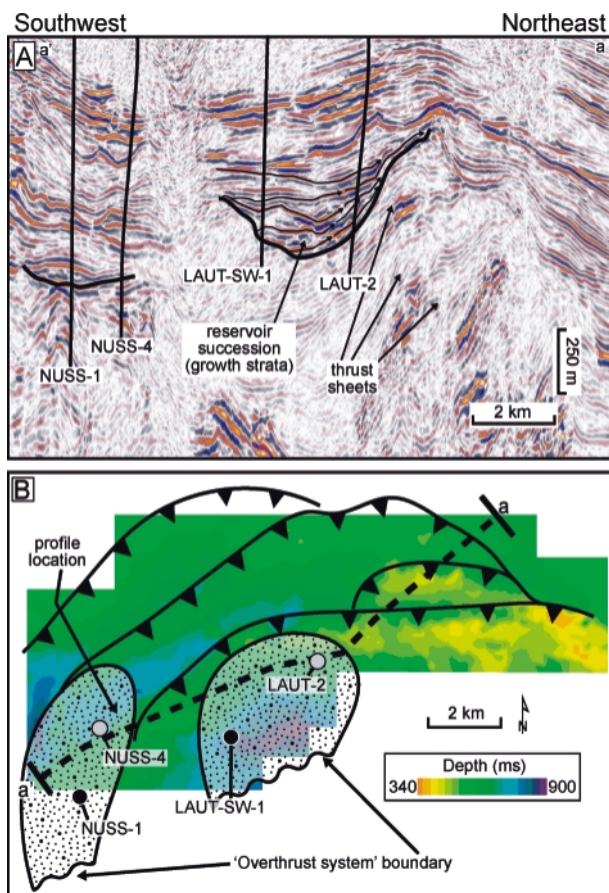 Southwest
Northeast
A
a'
a
LAUT-SW-1
LAUT-2
NUSS-4
NUSS-1
reservoir
succession
(growth strata)
thrust
sheets
250 m
2 km
B
profile
location
a
LAUT-2
2 km
N
NUSS-4
Depth (ms)
340
900
a'
LAUT-SW-1
NUSS-1
'Overthrust system' boundary